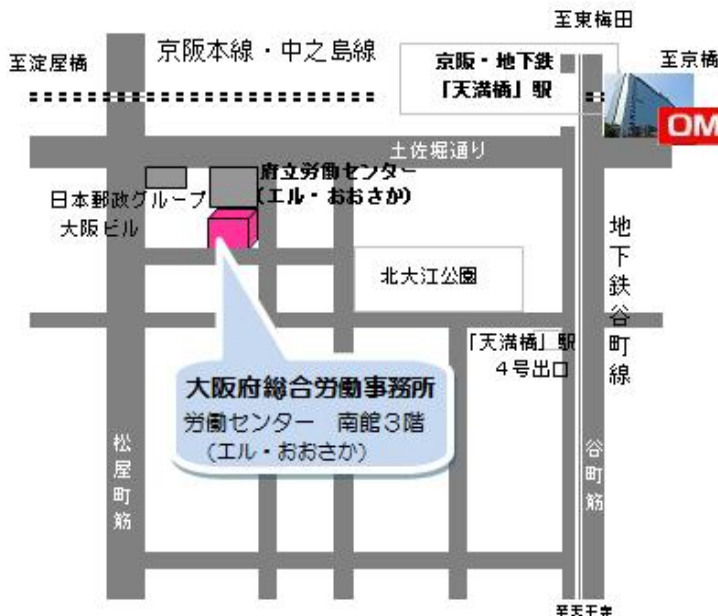 至東梅田
京阪本線・中之島線
京阪・地下鉄
「天満橋」駅
至淀屋橋
至京橋
OM
土佐堀通り
府立労働センター
(エル・おおさか)
日本郵政グループ
大阪ビル
北大江公園
地下鉄谷町線
「天満橋」駅
4号出口
大阪府総合労働事務所
労働センター 南館3階
(エル・おおさか)
松屋町筋
谷町筋
至天王寺